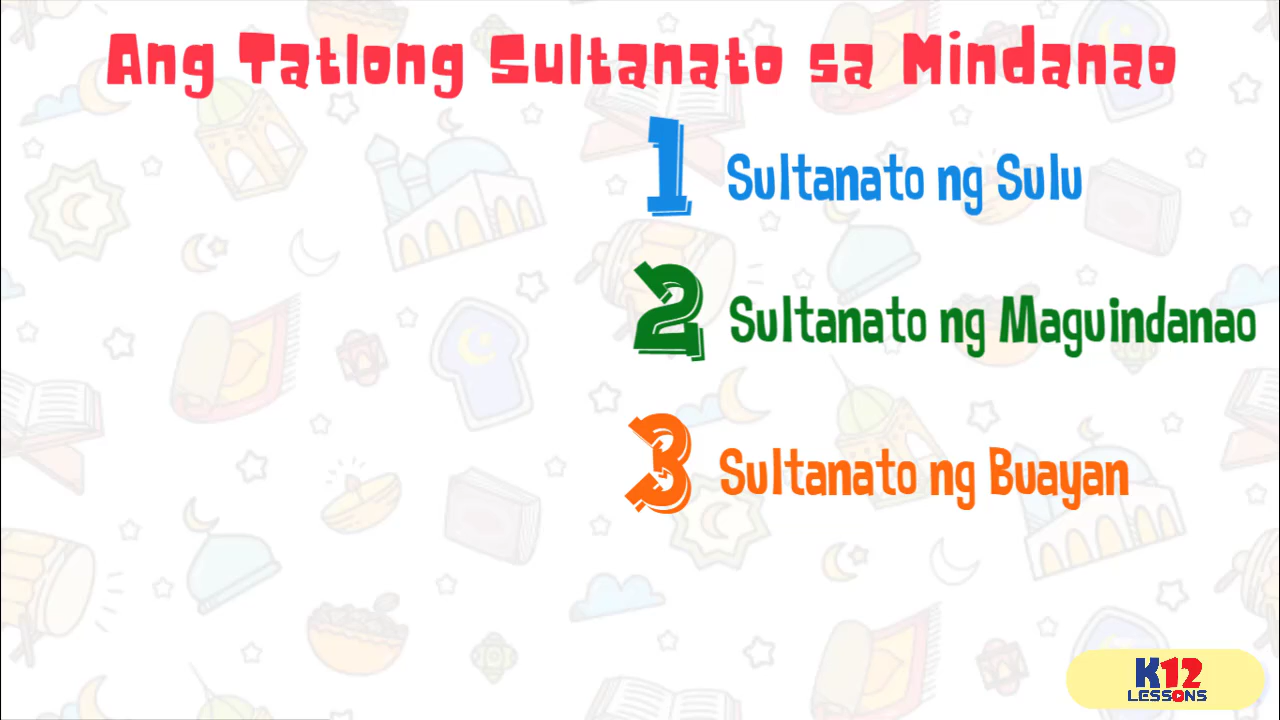 Ang Tatlong Sultanato sa Mindanao
1 Sultanato ng Sulu
2 Sultanato ng Maguindanao
3 Sultanato ng Buayan
K12
LESSONS